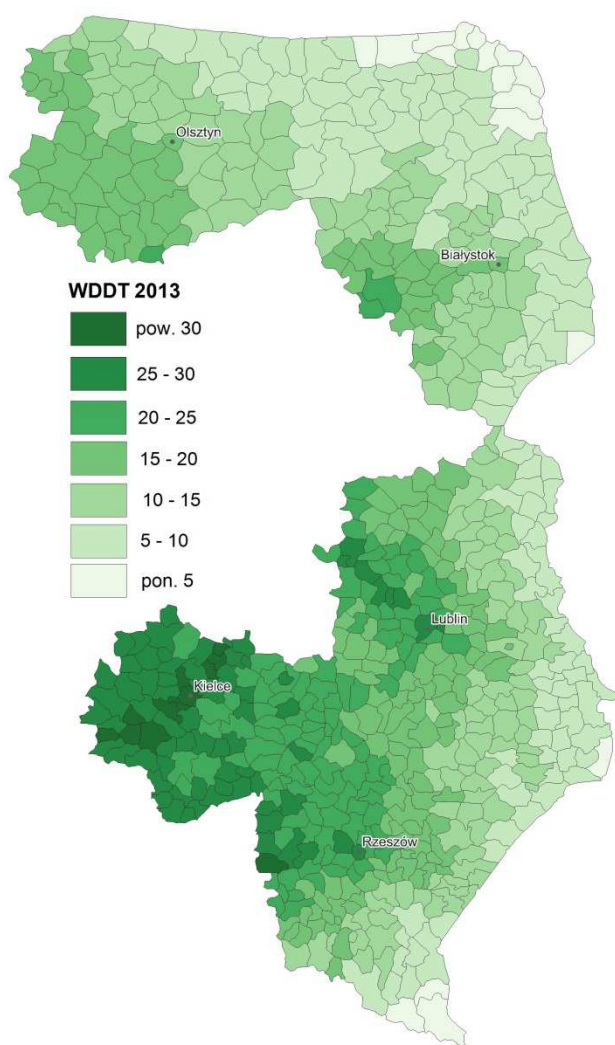 Olsztyn
Białystok
WDDT 2013
pow. 30
25 - 30
20 - 25
15 - 20
10 - 15
5 - 10
pon. 5
Lublin
Kielce
Rzeszów